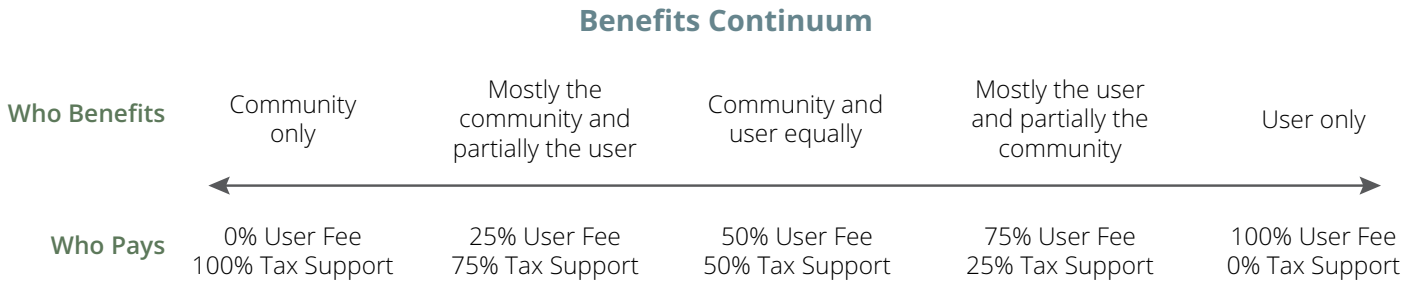 Benefits Continuum
Who Benefits
Community
only
Mostly the
community and
partially the user
Community and
user equally
Mostly the user
and partially the
community
User only
Who Pays
0% User Fee
100% Tax Support
25% User Fee
75% Tax Support
50% User Fee
50% Tax Support
75% User Fee
25% Tax Support
100% User Fee
0% Tax Support